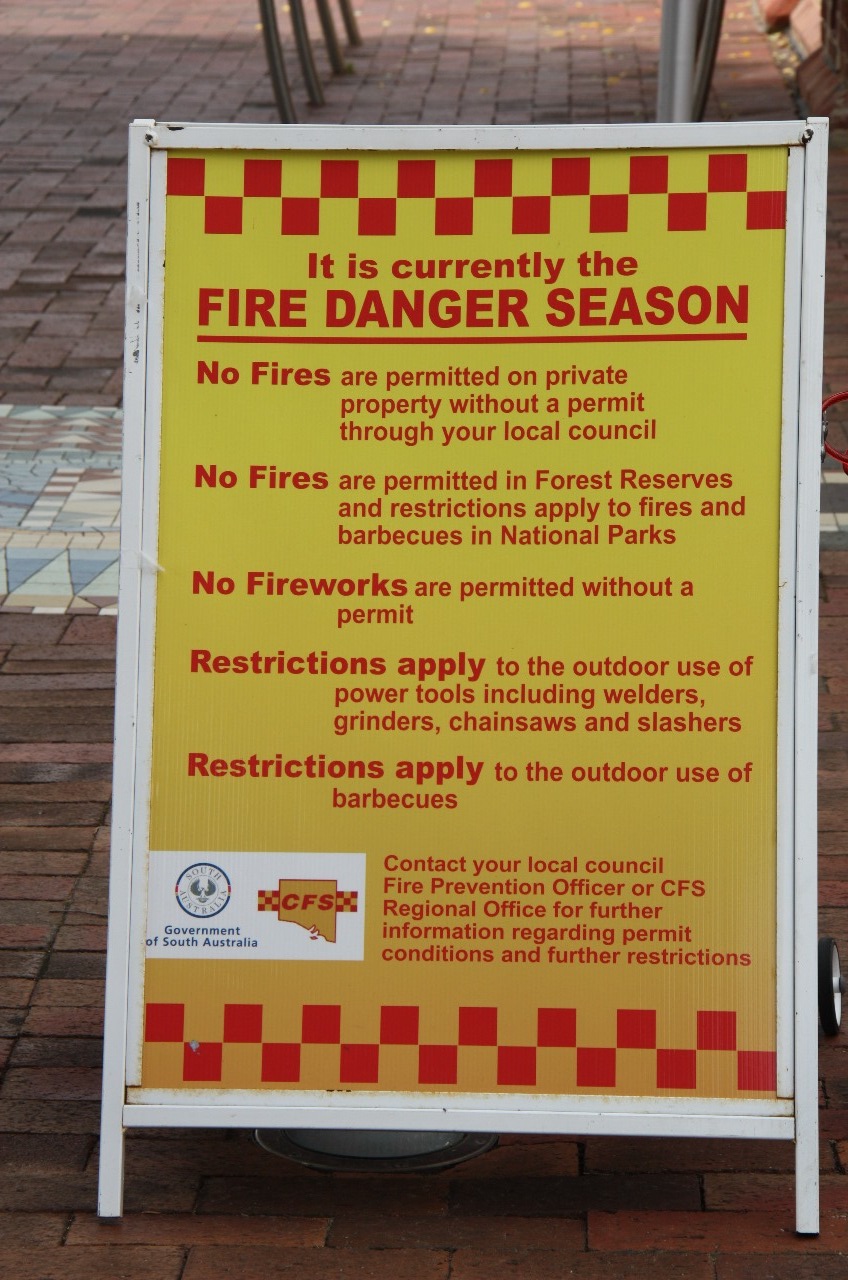 It is currently the
FIRE DANGER SEASON
No Fires are permitted on private
property without a permit
through your local council
No Fires are permitted in Forest Reserves
and restrictions apply to fires and
barbecues in National Parks
No Fireworks are permitted without a
permit
Restrictions apply to the outdoor use of
power tools including welders,
grinders, chainsaws and slashers
Restrictions apply to the outdoor use of
barbecues
SOUTH
AUSTRALIA
Government
of South Australia
CFS
Contact your local council
Fire Prevention Officer or CFS
Regional Office for further
information regarding permit
conditions and further restrictions